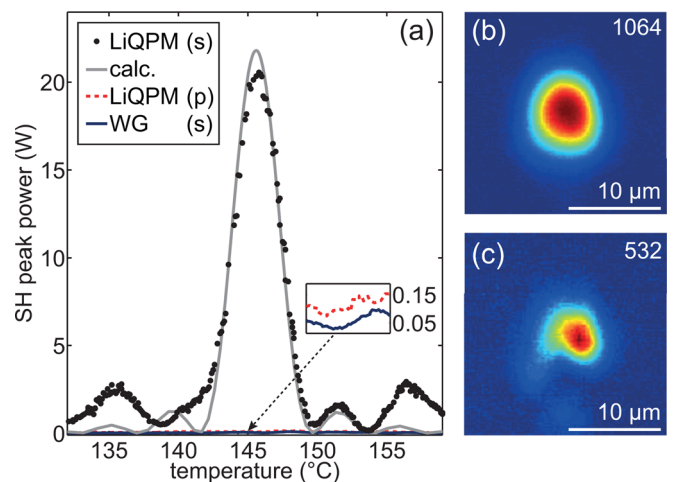 (a)
LiQPM (s)
calc.
LiQPM (p)
WG (s)
SH peak power (W)
20
15
10
5
0
0.15
0.05
135 140 145 150 155
temperature (°C)
(b) 1064
10 µm
(c) 532
10 µm